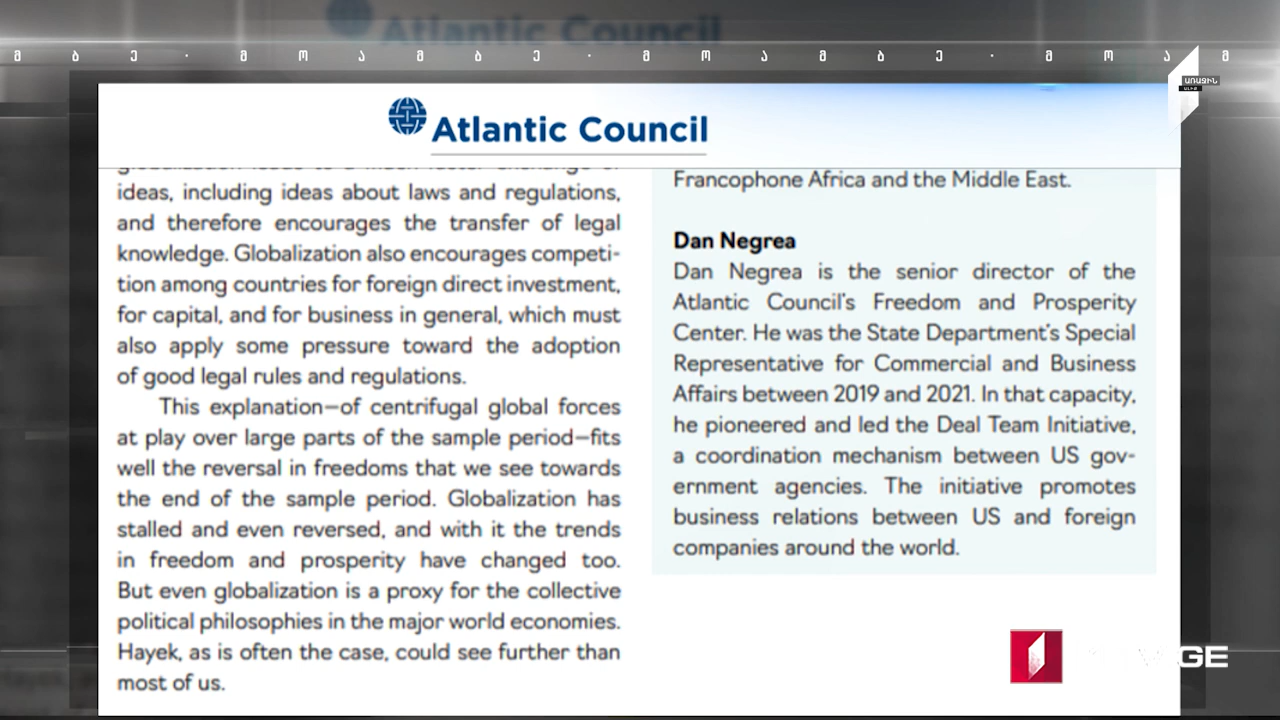 Atlantic Council
მ ბ ე · მ ო ა მ ბ ე · მ ო ა მ ბ ე · მ ო ა მ
ԱՌԱՋԻՆ
ԱԼԻՔ
Atlantic Council
ideas, including ideas about laws and regulations,
and therefore encourages the transfer of legal
knowledge. Globalization also encourages competi-
tion among countries for foreign direct investment,
for capital, and for business in general, which must
also apply some pressure toward the adoption
of good legal rules and regulations.
This explanation—of centrifugal global forces
at play over large parts of the sample period—fits
well the reversal in freedoms that we see towards
the end of the sample period. Globalization has
stalled and even reversed, and with it the trends
in freedom and prosperity have changed too.
But even globalization is a proxy for the collective
political philosophies in the major world economies.
Hayek, as is often the case, could see further than
most of us.
Francophone Africa and the Middle East.
Dan Negrea
Dan Negrea is the senior director of the
Atlantic Council's Freedom and Prosperity
Center. He was the State Department's Special
Representative for Commercial and Business
Affairs between 2019 and 2021. In that capacity,
he pioneered and led the Deal Team Initiative,
a coordination mechanism between US gov-
ernment agencies. The initiative promotes
business relations between US and foreign
companies around the world.